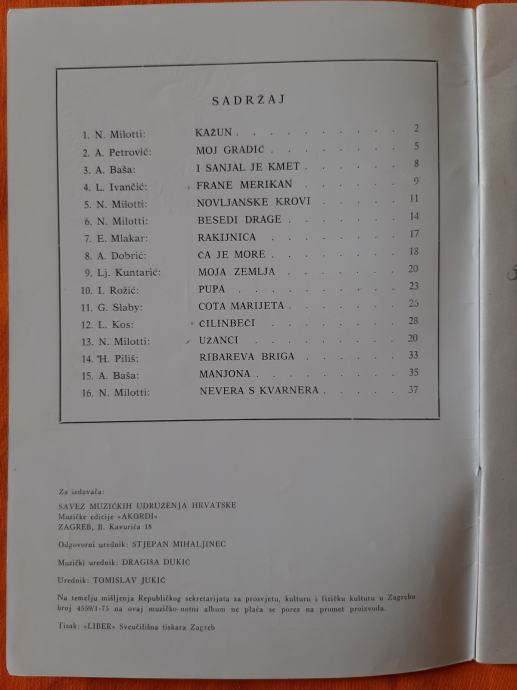 SADRŽAJ
1. N. Milotti: KAŽUN . . . . . . . . . . 2
2. A. Petrović: MOJ GRADIĆ . . . . . . . . 5
3. A. Baša: I SANJAL JE KMET . . . . . . 8
4. L. Ivančić: FRANE MERIKAN . . . . . . 9
5. N. Milotti: NOVLJANSKE KROVI . . . . . 11
6. N. Milotti: BESEDI DRAGE . . . . . . 14
7. E. Mlakar: RAKIJNICA . . . . . . . . 17
8. A. Dobrić: ČA JE MORE . . . . . . . 18
9. Lj. Kuntarić: MOJA ZEMLJA . . . . . . 20
10. I. Rožić: PUPA . . . . . . . . . 23
11. G. Slaby: COTA MARIJETA . . . . . . 25
12. L. Kos: CILINBEĆI . . . . . . . 28
13. N. Milotti: UŽANCI . . . . . . . . 20
14. H. Piliš: RIBAREVA BRIGA . . . . . 33
15. A. Baša: MANJONA . . . . . . . 35
16. N. Milotti: NEVERA S KVARNERA . . . . 37
Za izdavača:
SAVEZ MUZIČKIH UDRUŽENJA HRVATSKE
Muzičke edicije »AKORDI«
ZAGREB, B. Kavurića 18
Odgovorni urednik: STJEPAN MIHALJINEC
Muzički urednik: DRAGIŠA DUKIĆ
Urednik: TOMISLAV JUKIĆ
Na temelju mišljenja Republičkog sekretarijata za prosvjetu, kulturu i fizičku kulturu u Zagrebu
broj 4559/1-75 na ovaj muzičko-notni album ne plaća se porez na promet proizvoda.
Tisak: »LIBER« Sveučilišna tiskara Zagreb